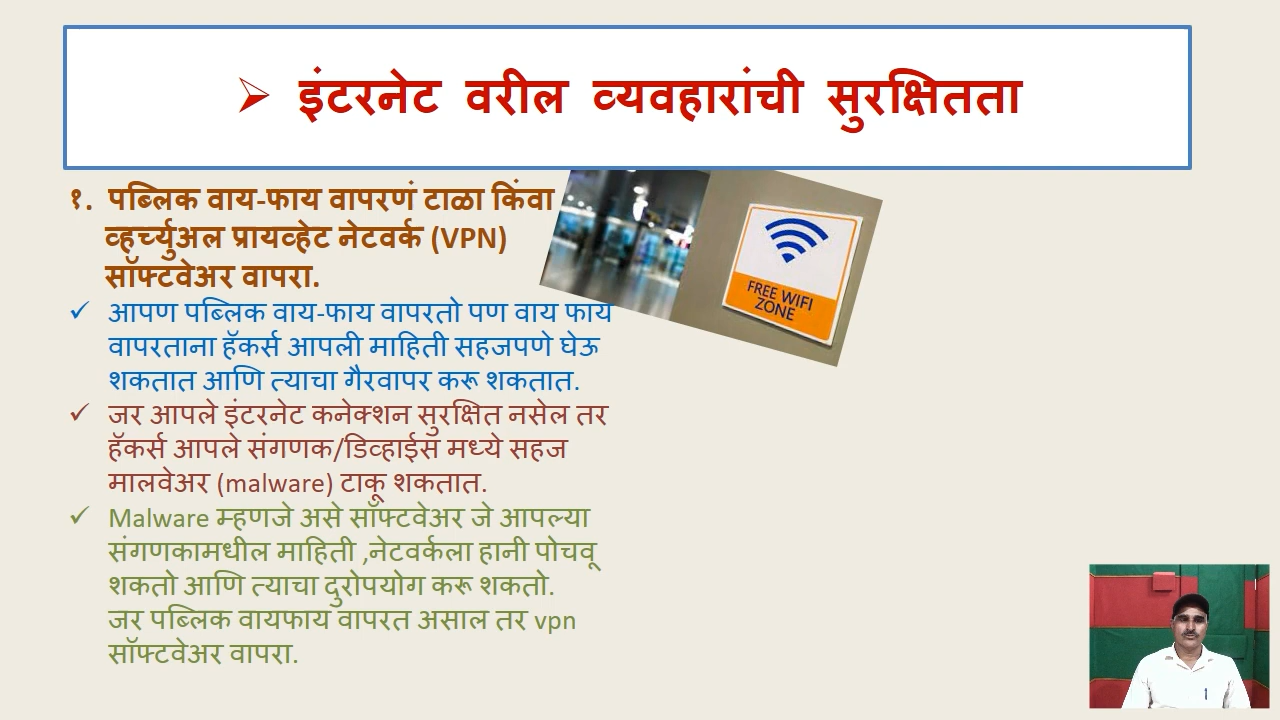 ➢ इंटरनेट वरील व्यवहारांची सुरक्षितता
१. पब्लिक वाय-फाय वापरणं टाळा किंवा
व्हर्च्युअल प्रायव्हेट नेटवर्क (VPN)
सॉफ्टवेअर वापरा.
✓ आपण पब्लिक वाय-फाय वापरतो पण वाय फाय
वापरताना हॅकर्स आपली माहिती सहजपणे घेऊ
शकतात आणि त्याचा गैरवापर करू शकतात.
✓ जर आपले इंटरनेट कनेक्शन सुरक्षित नसेल तर
हॅकर्स आपले संगणक/डिव्हाईस मध्ये सहज
मालवेअर (malware) टाकू शकतात.
✓ Malware म्हणजे असे सॉफ्टवेअर जे आपल्या
संगणकामधील माहिती ,नेटवर्कला हानी पोचवू
शकतो आणि त्याचा दुरोपयोग करू शकतो.
जर पब्लिक वायफाय वापरत असाल तर vpn
सॉफ्टवेअर वापरा.
FREE WIFI
ZONE